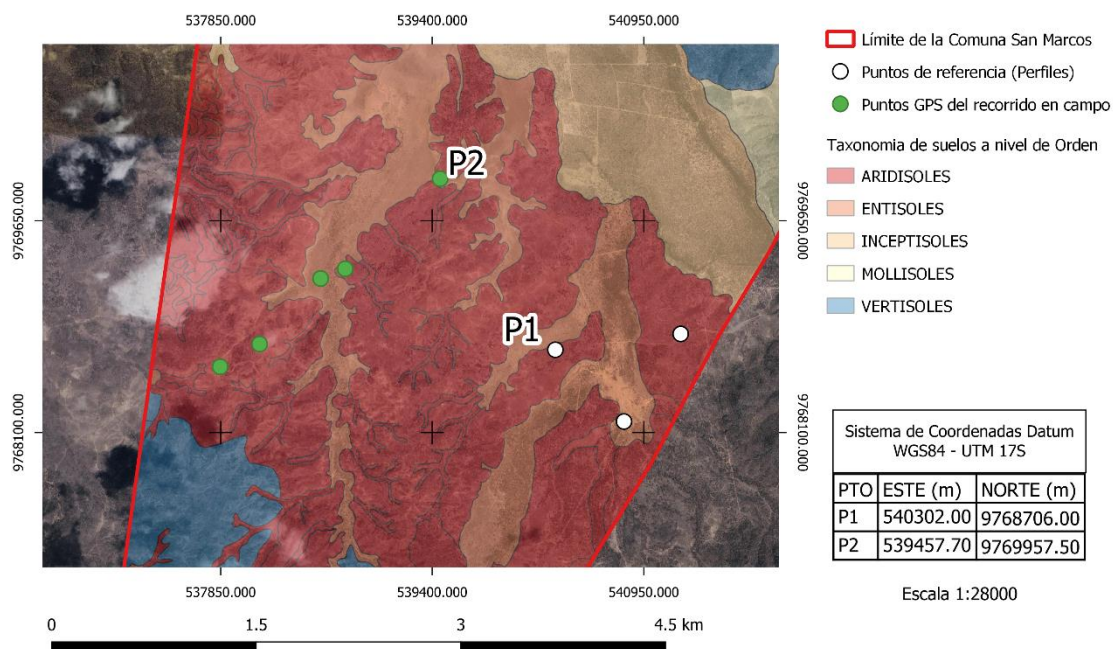 537850.000 539400.000 540950.000
9769650.000
9768100.000
P2
P1
9769650.000
9768100.000
537850.000 539400.000 540950.000
0 1.5 3 4.5 km
Límite de la Comuna San Marcos
Puntos de referencia (Perfiles)
Puntos GPS del recorrido en campo
Taxonomia de suelos a nivel de Orden
ARIDISOLES
ENTISOLES
INCEPTISOLES
MOLLISOLES
VERTISOLES
Sistema de Coordenadas Datum
WGS84 - UTM 17S
PTO ESTE (m) NORTE (m)
P1 540302.00 9768706.00
P2 539457.70 9769957.50
Escala 1:28000